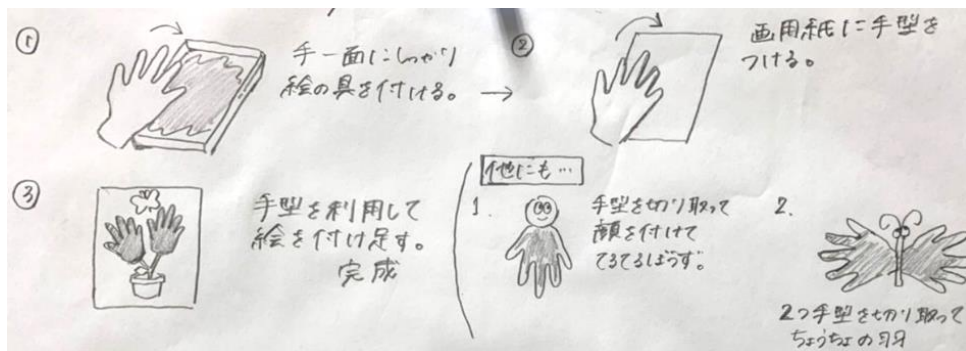 ①
手一面にしっかり
絵の具を付ける。
→
②
画用紙に手型を
つける。
③
手型を利用して
絵を付け足す。
完成
他にも…
1.
手型を切り取って
顔を付けて
てるてるぼうず。
2.
2つ手型を切り取って
ちょうちょの羽